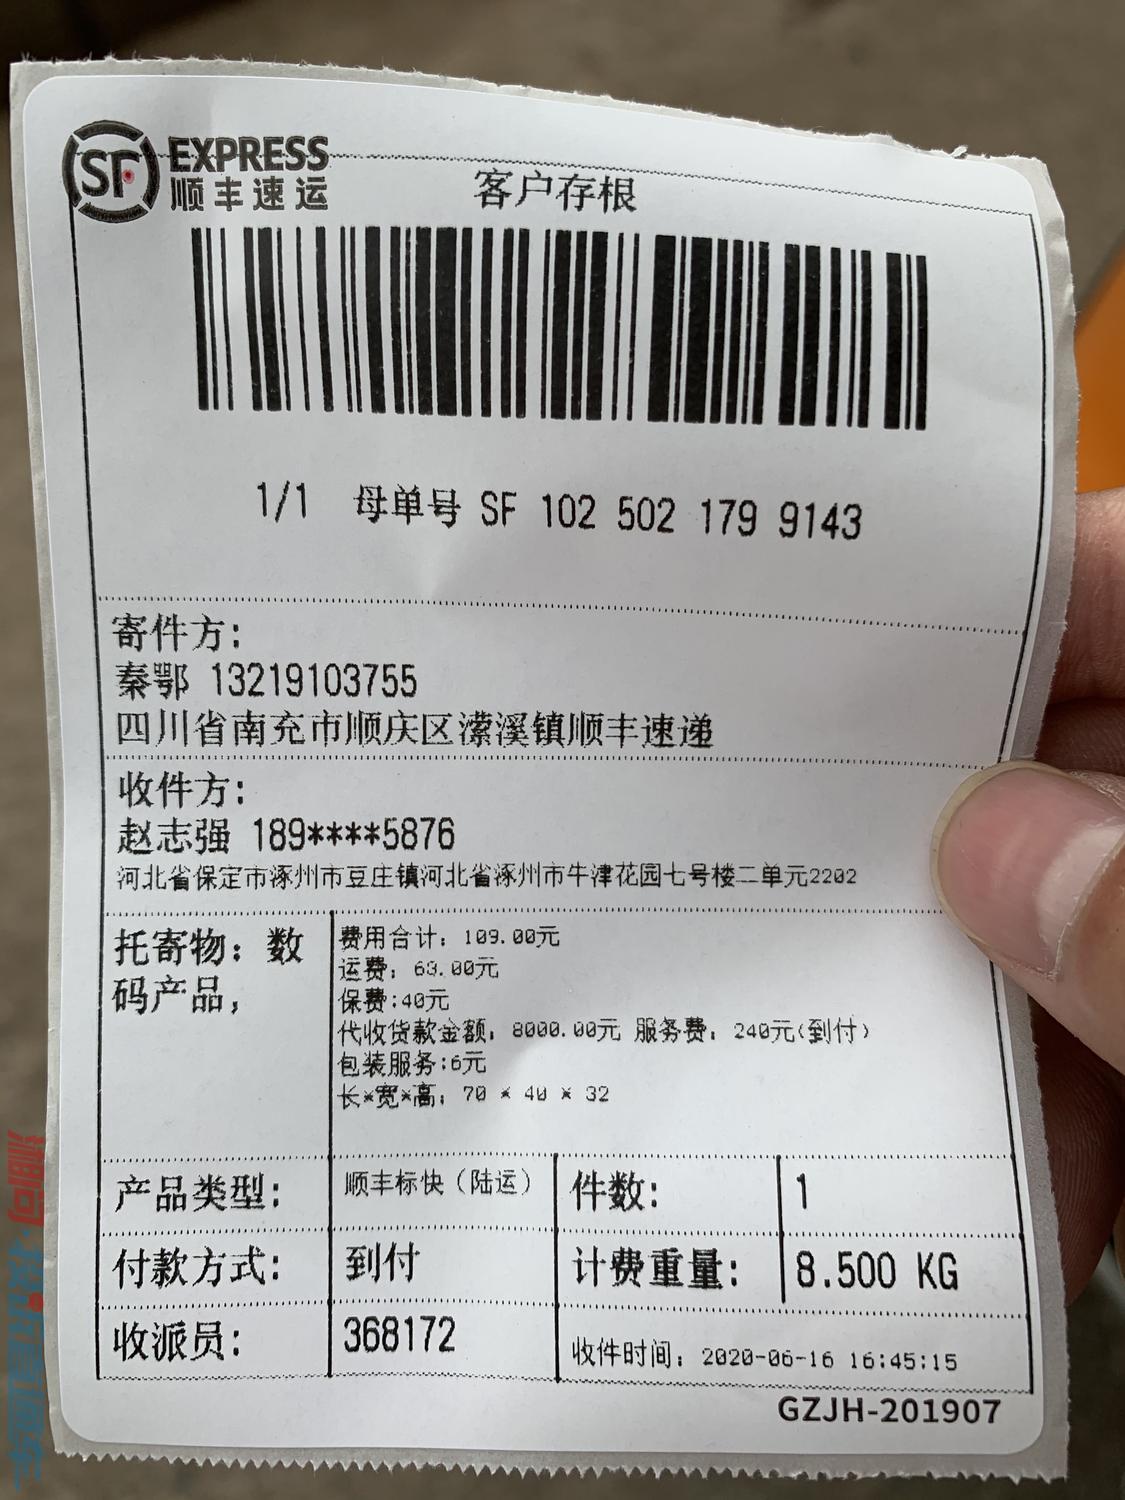 SF EXPRESS
顺丰速运
客户存根
1/1 母单号 SF 102 502 179 9143
寄件方:
秦鄂 13219103755
四川省南充市顺庆区潆溪镇顺丰速递
收件方:
赵志强 189****5876
河北省保定市涿州市豆庄镇河北省涿州市牛津花园七号楼二单元2202
托寄物: 数
码产品,
费用合计: 109.00元
运费: 63.00元
保费:40元
代收货款金额: 8000.00元 服务费: 240元(到付)
包装服务:6元
长*宽*高: 70 * 40 * 32
产品类型: 顺丰标快（陆运） 件数: 1
付款方式: 到付 计费重量: 8.500 KG
收派员: 368172 收件时间: 2020-06-16 16:45:15
GZJH-201907